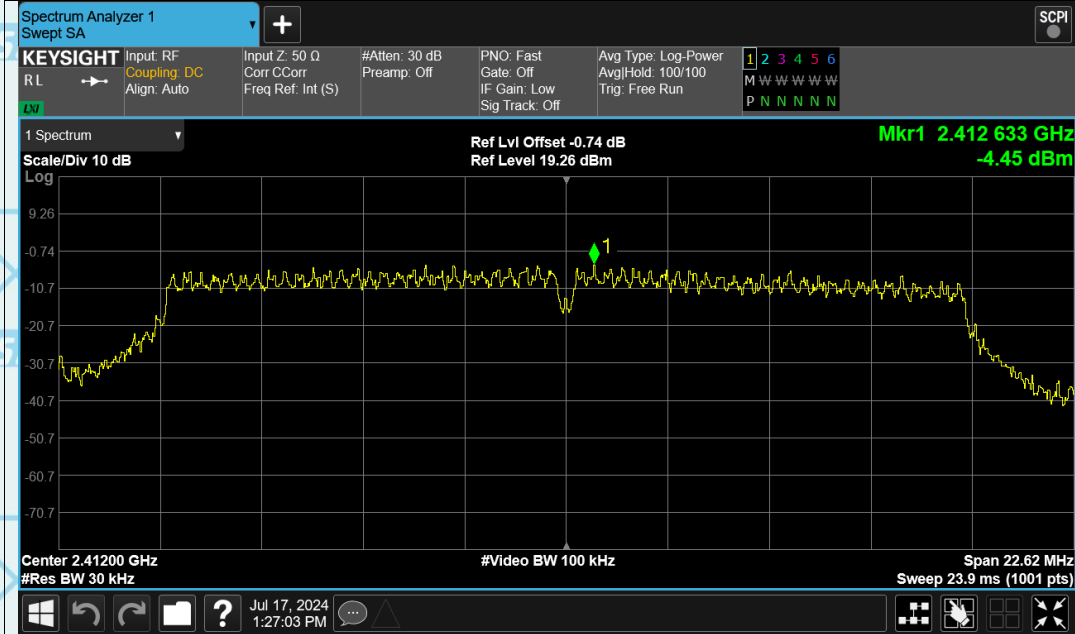 Spectrum Analyzer 1
Swept SA
+
SCPI
KEYSIGHT
R L
LXI
Input: RF
Coupling: DC
Align: Auto
Input Z: 50 Ω
Corr CCorr
Freq Ref: Int (S)
#Atten: 30 dB
Preamp: Off
PNO: Fast
Gate: Off
IF Gain: Low
Sig Track: Off
Avg Type: Log-Power
Avg|Hold: 100/100
Trig: Free Run
1 2 3 4 5 6
M W W W W W
P N N N N N
1 Spectrum
Scale/Div 10 dB
Log
Ref Lvl Offset -0.74 dB
Ref Level 19.26 dBm
Mkr1 2.412 633 GHz
-4.45 dBm
9.26
-0.74
-10.7
-20.7
-30.7
-40.7
-50.7
-60.7
-70.7
1
Center 2.41200 GHz
#Res BW 30 kHz
#Video BW 100 kHz
Span 22.62 MHz
Sweep 23.9 ms (1001 pts)
?
Jul 17, 2024
1:27:03 PM